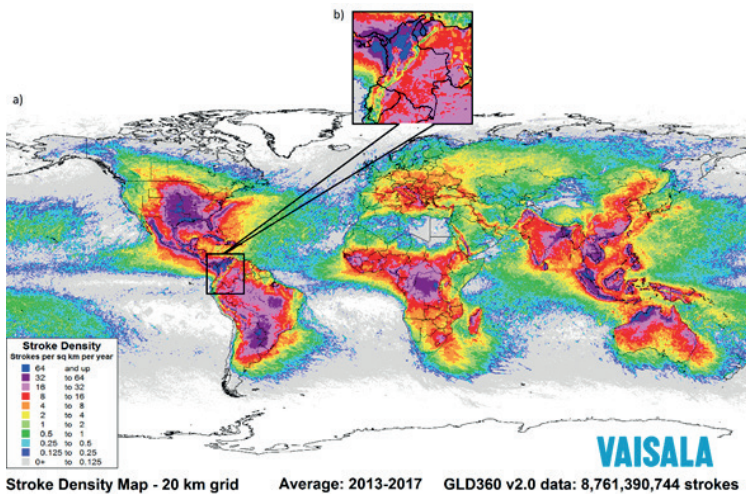 b)
a)
Stroke Density
Strokes per sq km per year
64 and up
32 to 64
16 to 32
8 to 16
4 to 8
2 to 4
1 to 2
0.5 to 1
0.25 to 0.5
0.125 to 0.25
0+ to 0.125
VAISALA
Stroke Density Map - 20 km grid Average: 2013-2017 GLD360 v2.0 data: 8,761,390,744 strokes